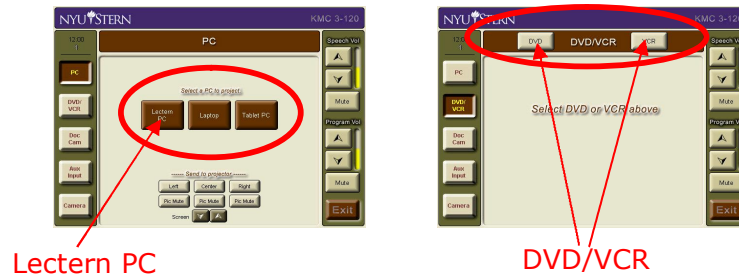 NYU STERN KMC 3-120
12:00
PC
Speech Vol
PC
DVD/
VCR
Doc
Cam
Aux
Input
Camera
Select a PC to project
Lectern
PC
Laptop
Tablet PC
Send to projector
Left
Center
Right
Pic Mute
Pic Mute
Pic Mute
Screen
Mute
Program Vol
Mute
Exit
Lectern PC
NYU STERN KMC 3-120
DVD
DVD/VCR
VCR
Speech Vol
PC
DVD/
VCR
Doc
Cam
Aux
Input
Camera
Select DVD or VCR above
Mute
Program Vol
Mute
Exit
DVD/VCR